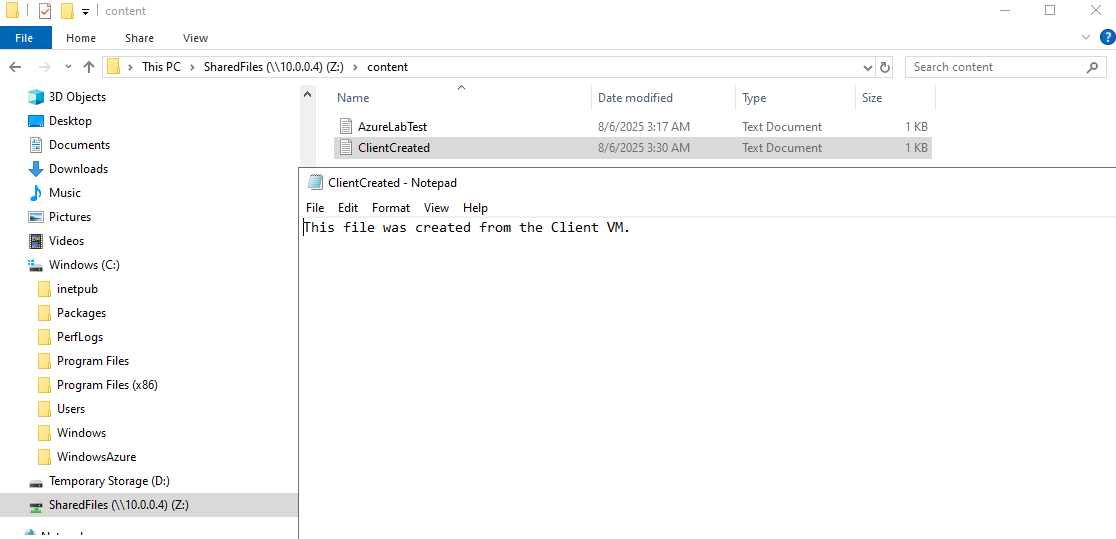 content
File Home Share View
This PC > SharedFiles (\\10.0.0.4) (Z:) > content
Search content
3D Objects
Desktop
Documents
Downloads
Music
Pictures
Videos
Windows (C:)
inetpub
Packages
PerfLogs
Program Files
Program Files (x86)
Users
Windows
WindowsAzure
Temporary Storage (D:)
SharedFiles (\\10.0.0.4) (Z:)
Name Date modified Type Size
AzureLabTest 8/6/2025 3:17 AM Text Document 1 KB
ClientCreated 8/6/2025 3:30 AM Text Document 1 KB
ClientCreated - Notepad
File Edit Format View Help
This file was created from the Client VM.